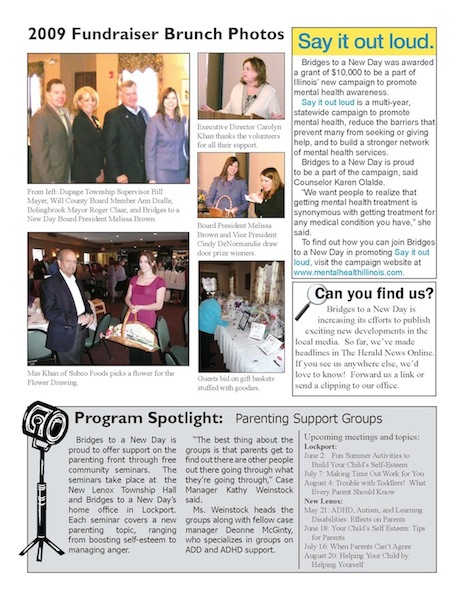 2009 Fundraiser Brunch Photos
From left: Dupage Township Supervisor Bill
Mayer, Will County Board Member Ann Dralle,
Bolingbrook Mayor Roger Claar, and Bridges to a
New Day Board President Melissa Brown
Executive Director Carolyn
Khan thanks the volunteers
for all their support.
Board President Melissa
Brown and Vice President
Cindy DeNormandie draw
door prize winners.
Mas Khan of Subco Foods packs a flower for the
Flower Drawing.
Guests bid on gift baskets
stuffed with goodies.
Say it out loud.
Bridges to a New Day was awarded
a grant of $10,000 to be a part of
Illinois' new campaign to promote
mental health awareness.
Say it out loud is a multi-year,
statewide campaign to promote
mental health, reduce the barriers that
prevent many from seeking or giving
help, and to build a stronger network
of mental health services.
Bridges to a New Day is proud
to be a part of the campaign, said
Counselor Karen Olalde.
"We want people to realize that
getting mental health treatment is
synonymous with getting treatment for
any medical condition you have," she
said.
To find out how you can join Bridges
to a New Day in promoting Say it out
loud, visit the campaign website at
www.mentalhealthillinois.com.
Can you find us?
Bridges to a New Day is
increasing its efforts to publish
exciting new developments in the
local media. So far, we've made
headlines in The Herald News Online.
If you see us anywhere else, we'd
love to know! Forward us a link or
send a clipping to our office.
Program Spotlight: Parenting Support Groups
Bridges to a New Day is
proud to offer support on the
parenting front through free
community seminars. The
seminars take place at the
New Lenox Township Hall
and Bridges to a New Day's
home office in Lockport.
Each seminar covers a new
parenting topic, ranging
from boosting self-esteem to
managing anger.
"The best thing about the
groups is that parents get to
find out there are other people
out there going through what
they're going through," Case
Manager Kathy Weinstock
said.
Ms. Weinstock heads the
groups along with fellow case
manager Deonne McGinty,
who specializes in groups on
ADD and ADHD support.
Upcoming meetings and topics:
Lockport:
June 2: Fun Summer Activities to
Build Your Child's Self-Esteem
July 7: Making Time Out Work for You
August 4: Trouble with Toddlers! What
Every Parent Should Know
New Lenox:
May 21: ADHD, Autism, and Learning
Disabilities: Effects on Parents
June 18: Your Child's Self Esteem: Tips
for Parents
July 16: When Parents Can't Agree
August 20: Helping Your Child by
Helping Yourself